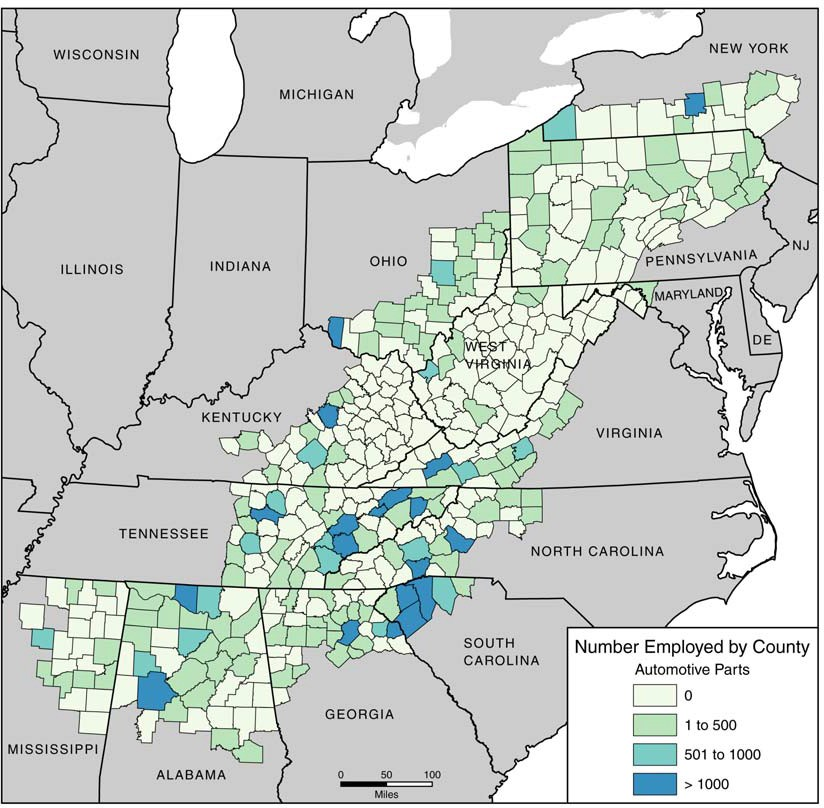 WISCONSIN
NEW YORK
MICHIGAN
ILLINOIS
INDIANA
OHIO
PENNSYLVANIA
NJ
MARYLAND
DE
WEST
VIRGINIA
KENTUCKY
VIRGINIA
TENNESSEE
NORTH CAROLINA
SOUTH
CAROLINA
GEORGIA
MISSISSIPPI
ALABAMA
0 50 100
Miles
Number Employed by County
Automotive Parts
0
1 to 500
501 to 1000
> 1000